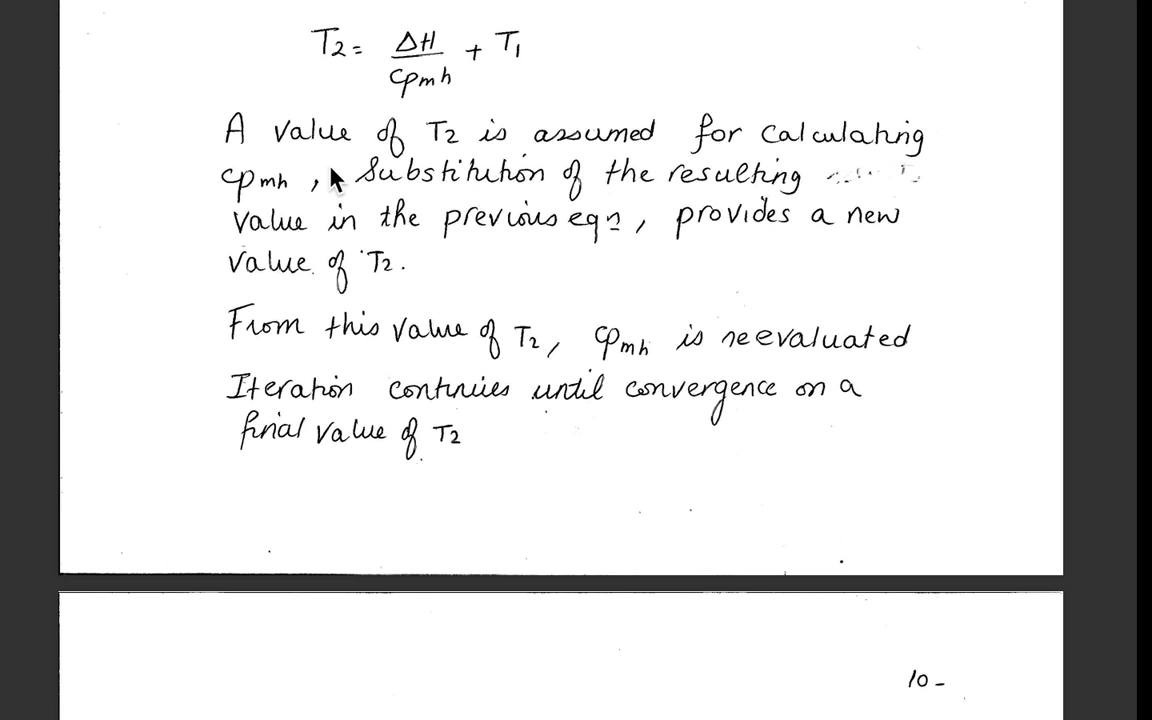 T2 = ΔH / Cpmh + T1
A value of T2 is assumed for calculating
Cpmh, Substitution of the resulting
value in the previous eqn, provides a new
value of T2.
From this value of T2, Cpmh is reevaluated
Iteration continues until convergence on a
final value of T2
10-